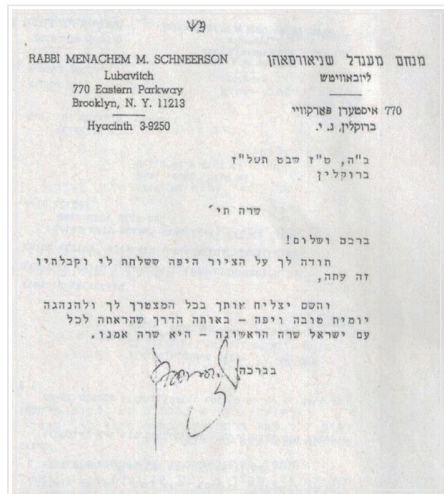 RABBI MENACHEM M. SCHNEERSON
Lubavitch
770 Eastern Parkway
Brooklyn, N. Y. 11213
Hyacinth 3-9250
מנחם מענדל שניאורסאהן
ליובאוויטש
770 איסטערן פארקוויי
ברוקלין, נ. י.
ב"ה, ט"ז שבט תשל"ז
ברוקלין
שרה תי'
ברכה ושלום!
תודה לך על הציור היפה ששלחת לי וקבלתיו
זה עתה,
והשם יצליח אותך בכל המצטרך לך ולהנהגה
יומית טובה ויפה - באותה הדרך שהראתה לכל
עם ישראל שרה הראשונה - היא שרה אמנו.
בברכה